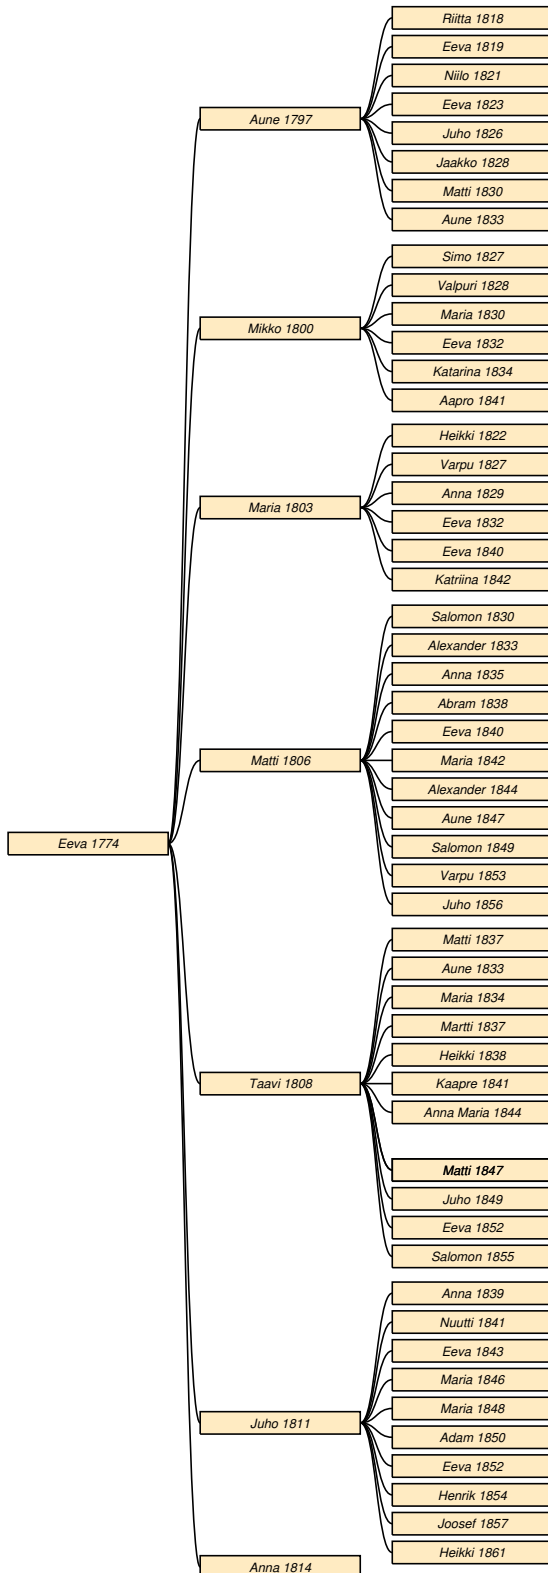 Riitta 1818
Eeva 1819
Niilo 1821
Eeva 1823
Aune 1797
Juho 1826
Jaakko 1828
Matti 1830
Aune 1833
Simo 1827
Valpuri 1828
Maria 1830
Mikko 1800
Eeva 1832
Katarina 1834
Aapro 1841
Heikki 1822
Varpu 1827
Anna 1829
Maria 1803
Eeva 1832
Eeva 1840
Katriina 1842
Salomon 1830
Alexander 1833
Anna 1835
Abram 1838
Eeva 1840
Matti 1806
Maria 1842
Alexander 1844
Aune 1847
Eeva 1774
Salomon 1849
Varpu 1853
Juho 1856
Matti 1837
Aune 1833
Maria 1834
Martti 1837
Heikki 1838
Taavi 1808
Kaapre 1841
Anna Maria 1844
Matti 1847
Juho 1849
Eeva 1852
Salomon 1855
Anna 1839
Nuutti 1841
Eeva 1843
Maria 1846
Maria 1848
Juho 1811
Adam 1850
Eeva 1852
Henrik 1854
Joosef 1857
Heikki 1861
Anna 1814